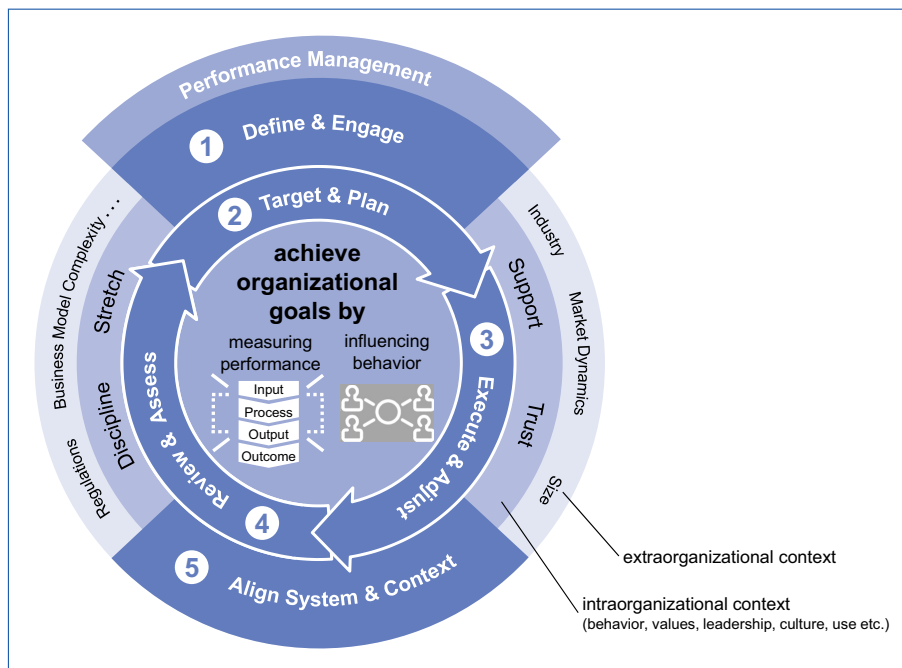 Performance Management
1 Define & Engage
2 Target & Plan
achieve
organizational
goals by
measuring
performance
influencing
behavior
Input
Process
Output
Outcome
3 Execute & Adjust
4 Review & Assess
5 Align System & Context
Stretch
Discipline
Support
Trust
Business Model Complexity ...
Regulations
Industry
Market Dynamics
Size
extraorganizational context
intraorganizational context
(behavior, values, leadership, culture, use etc.)